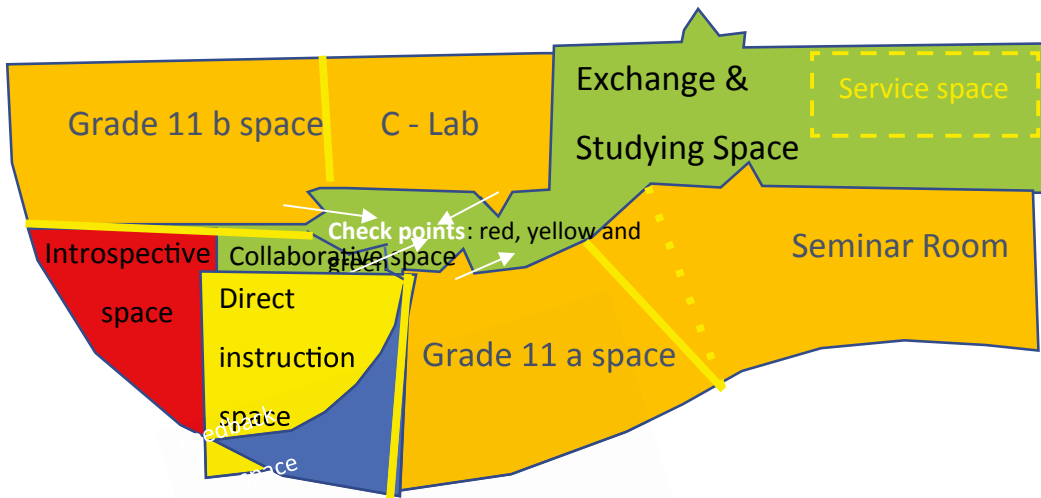 Exchange &
Studying Space
Service space
Grade 11 b space
C - Lab
Check points: red, yellow and
green
Introspective
space
Collaborative space
Seminar Room
Direct
instruction
space
Grade 11 a space
space